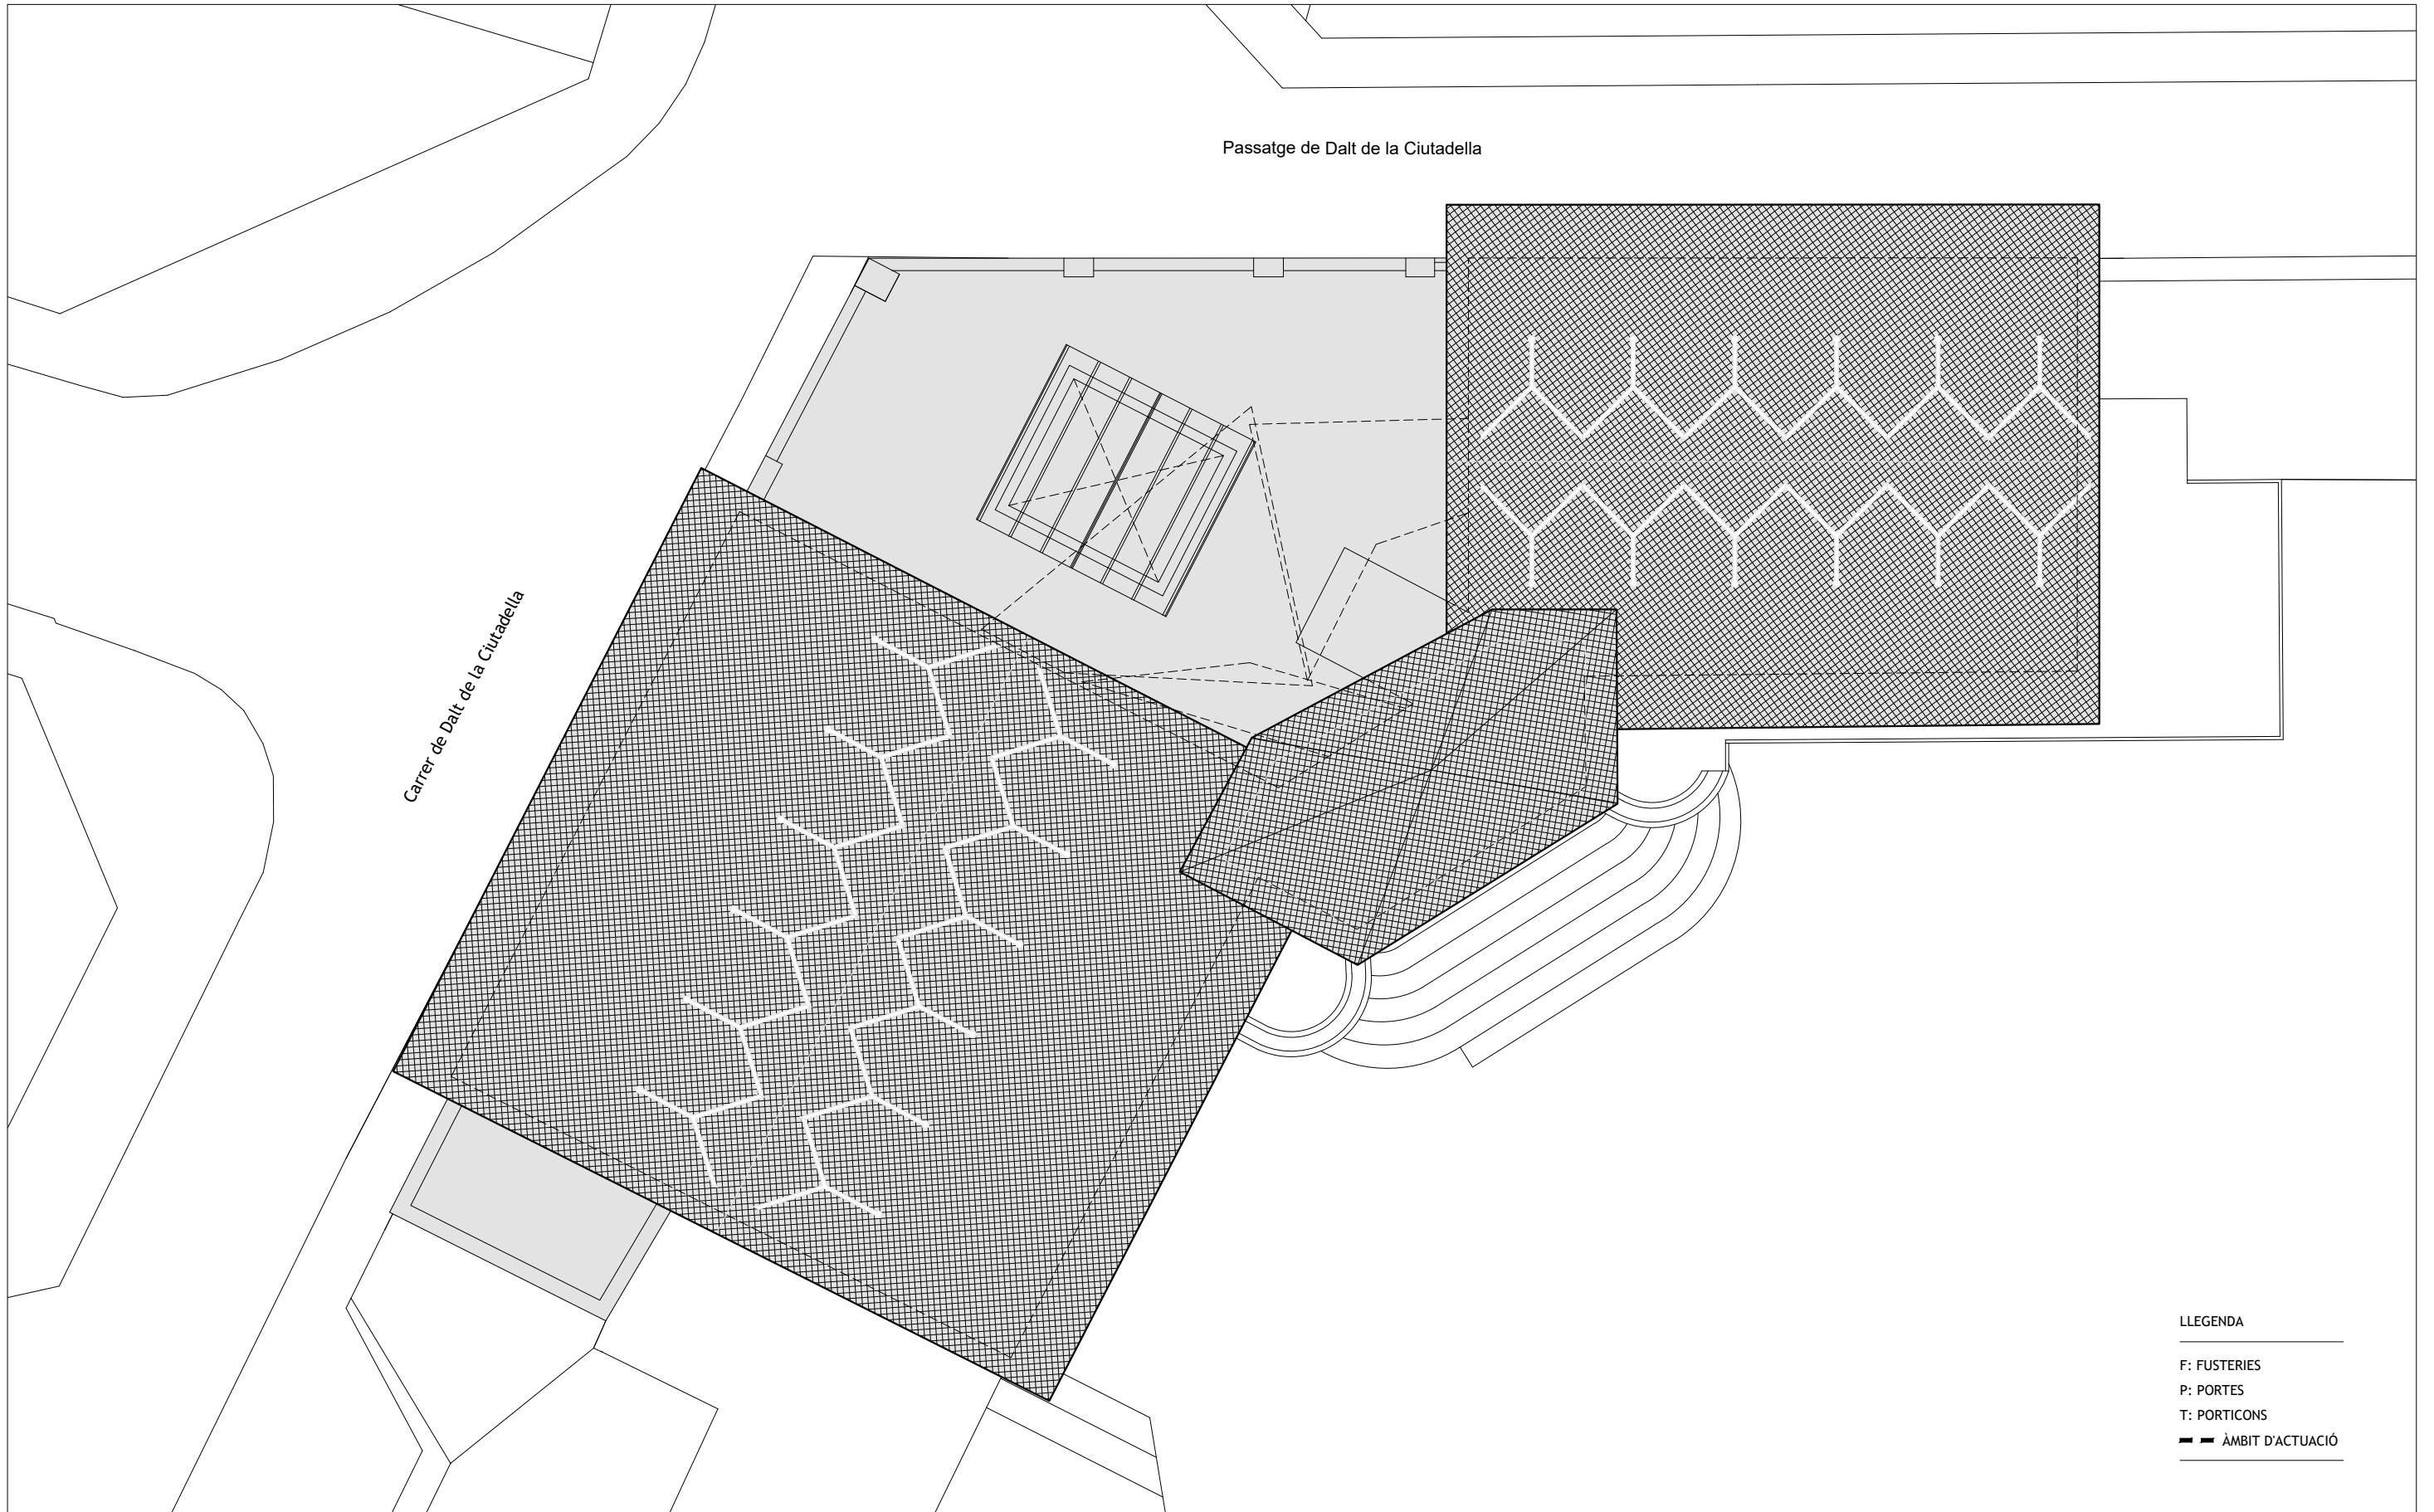 Passatge de Dalt de la Ciutadella
Carrer de Dalt de la Ciutadella
LLEGENDA
F: FUSTERIES
P: PORTES
T: PORTICONS
ÀMBIT D'ACTUACIÓ